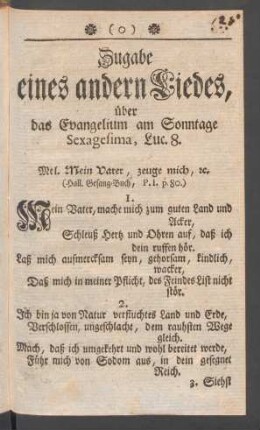 ❋ ( o ) ❋
Zugabe
eines andern Liedes,
über
das Evangelium am Sonntage
Sexagesima, Luc. 8.
Mel. Mein Vater, zeuge mich, ꝛc.
(Hall. Gesang-Buch, P. I. p. 80.)
1.
Mein Vater, mache mich zum guten Land und
Acker,
Schleuß Hertz und Ohren auf, daß ich
dein ruffen hör.
Laß mich aufmercksam seyn, gehorsam, kindlich,
wacker,
Daß mich in meiner Pflicht, des Feindes List nicht
stör.
2.
Ich bin ja von Natur verfluchtes Land und Erde,
Verschlossen, ungeschlacht, dem rauhsten Wege
gleich.
Mach, daß ich umgekehrt und wohl bereitet werde,
Führ mich von Sodom aus, in dein gesegnet
Reich.
3. Siehst